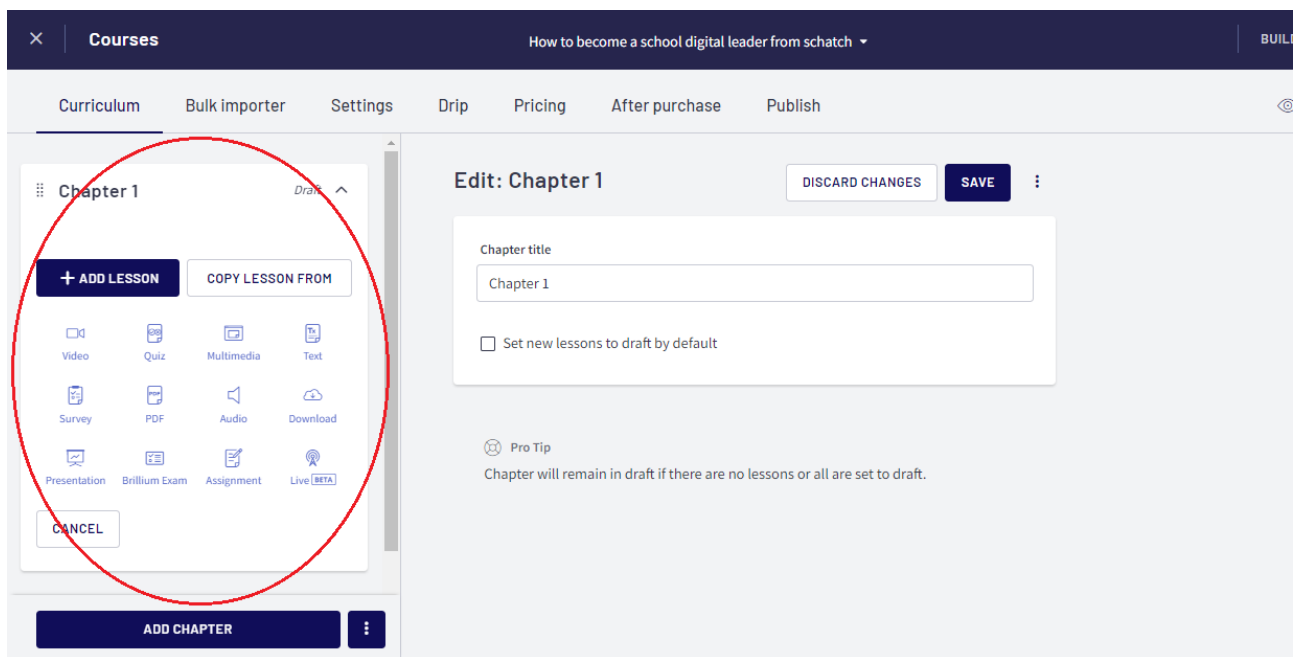 Courses
How to become a school digital leader from schatch
BUILD
Curriculum Bulk importer Settings Drip Pricing After purchase Publish
Chapter 1 Draft
+ ADD LESSON COPY LESSON FROM
Video Quiz Multimedia Text
Survey PDF Audio Download
Presentation Brillium Exam Assignment Live BETA
CANCEL
ADD CHAPTER
Edit: Chapter 1
DISCARD CHANGES SAVE
Chapter title
Chapter 1
Set new lessons to draft by default
Pro Tip
Chapter will remain in draft if there are no lessons or all are set to draft.